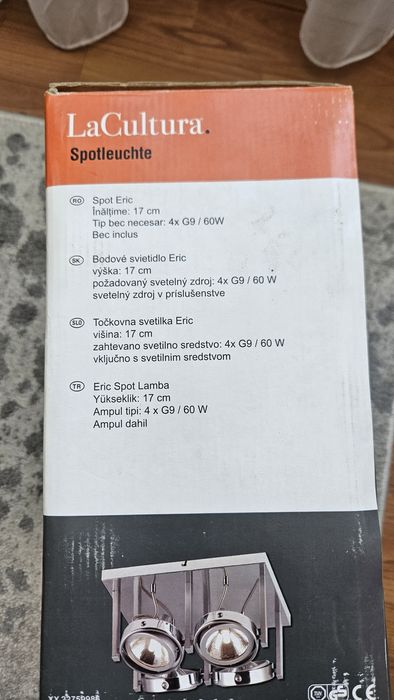 LaCultura.
Spotleuchte
RO Spot Eric
Înălțime: 17 cm
Tip bec necesar: 4x G9 / 60W
Bec inclus
SK Bodové svietidlo Eric
výška: 17 cm
požadovaný svetelný zdroj: 4x G9 / 60 W
svetelný zdroj v príslušenstve
SLO Točkovna svetilka Eric
višina: 17 cm
zahtevano svetilno sredstvo: 4x G9 / 60 W
vključno s svetilnim sredstvom
TR Eric Spot Lamba
Yükseklik: 17 cm
Ampul tipi: 4 x G9 / 60 W
Ampul dahil
CE